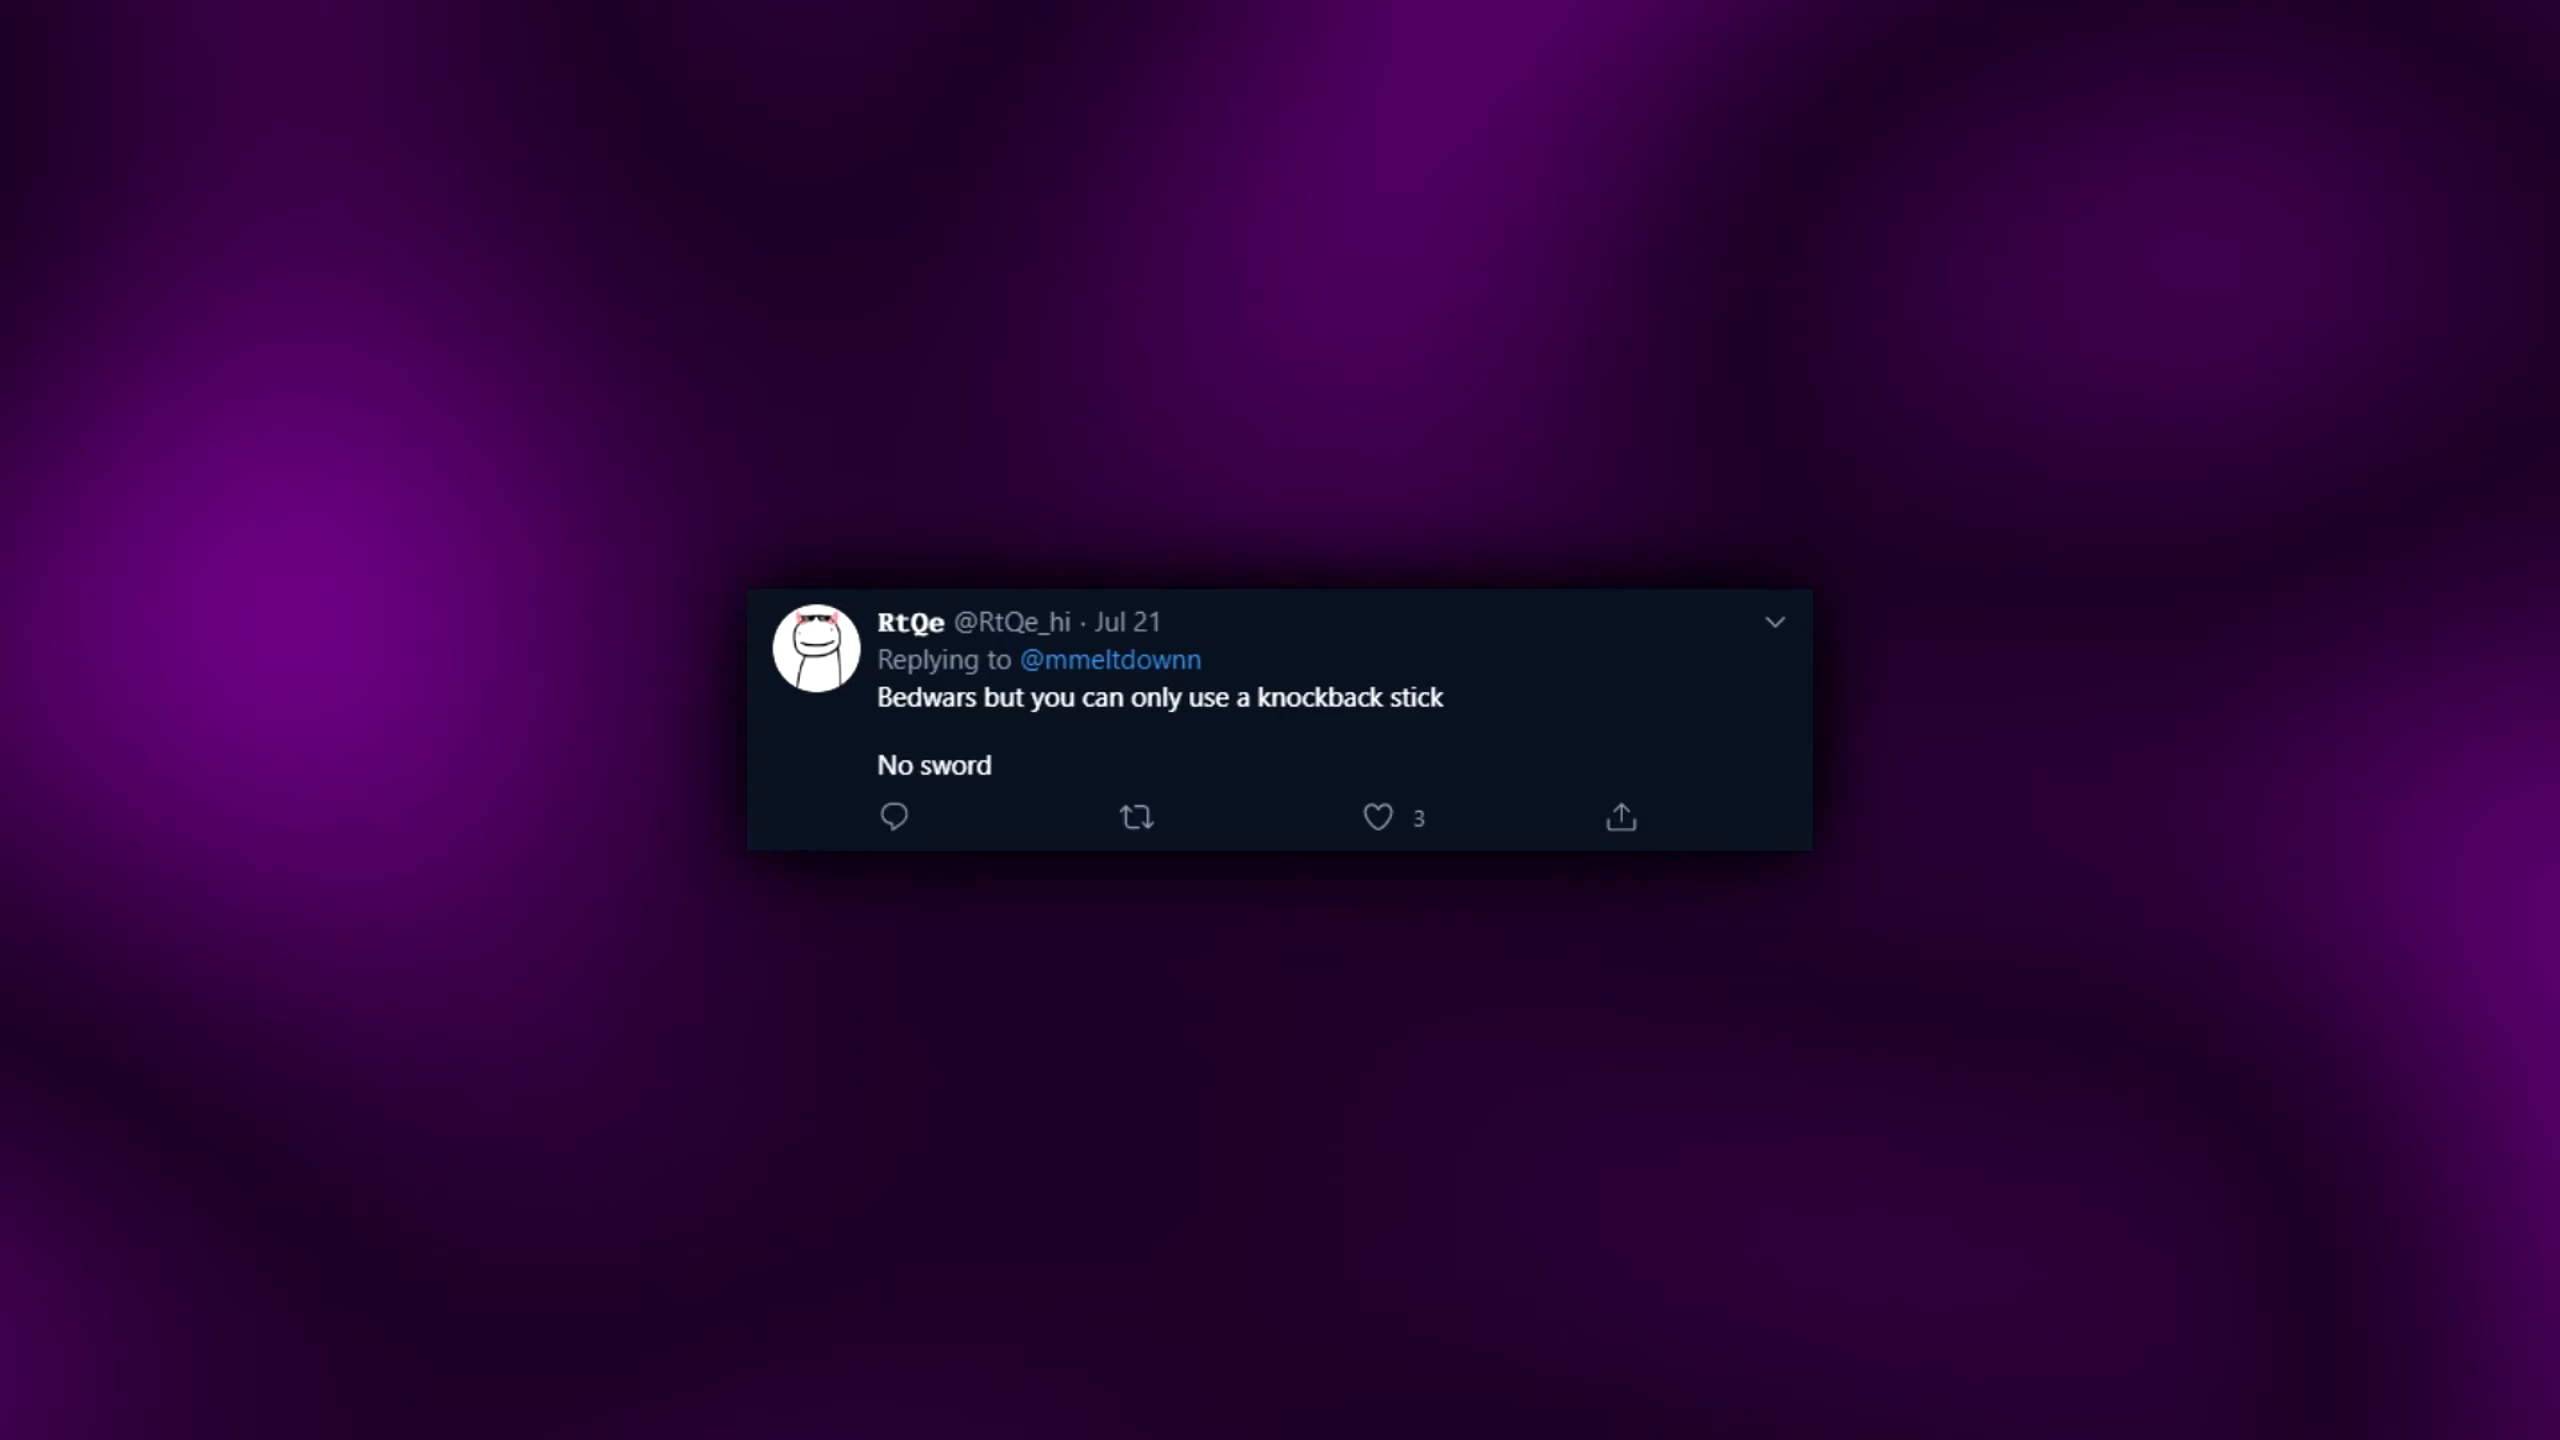 RtQe @RtQe_hi · Jul 21
Replying to @mmeltdownn
Bedwars but you can only use a knockback stick
No sword
3